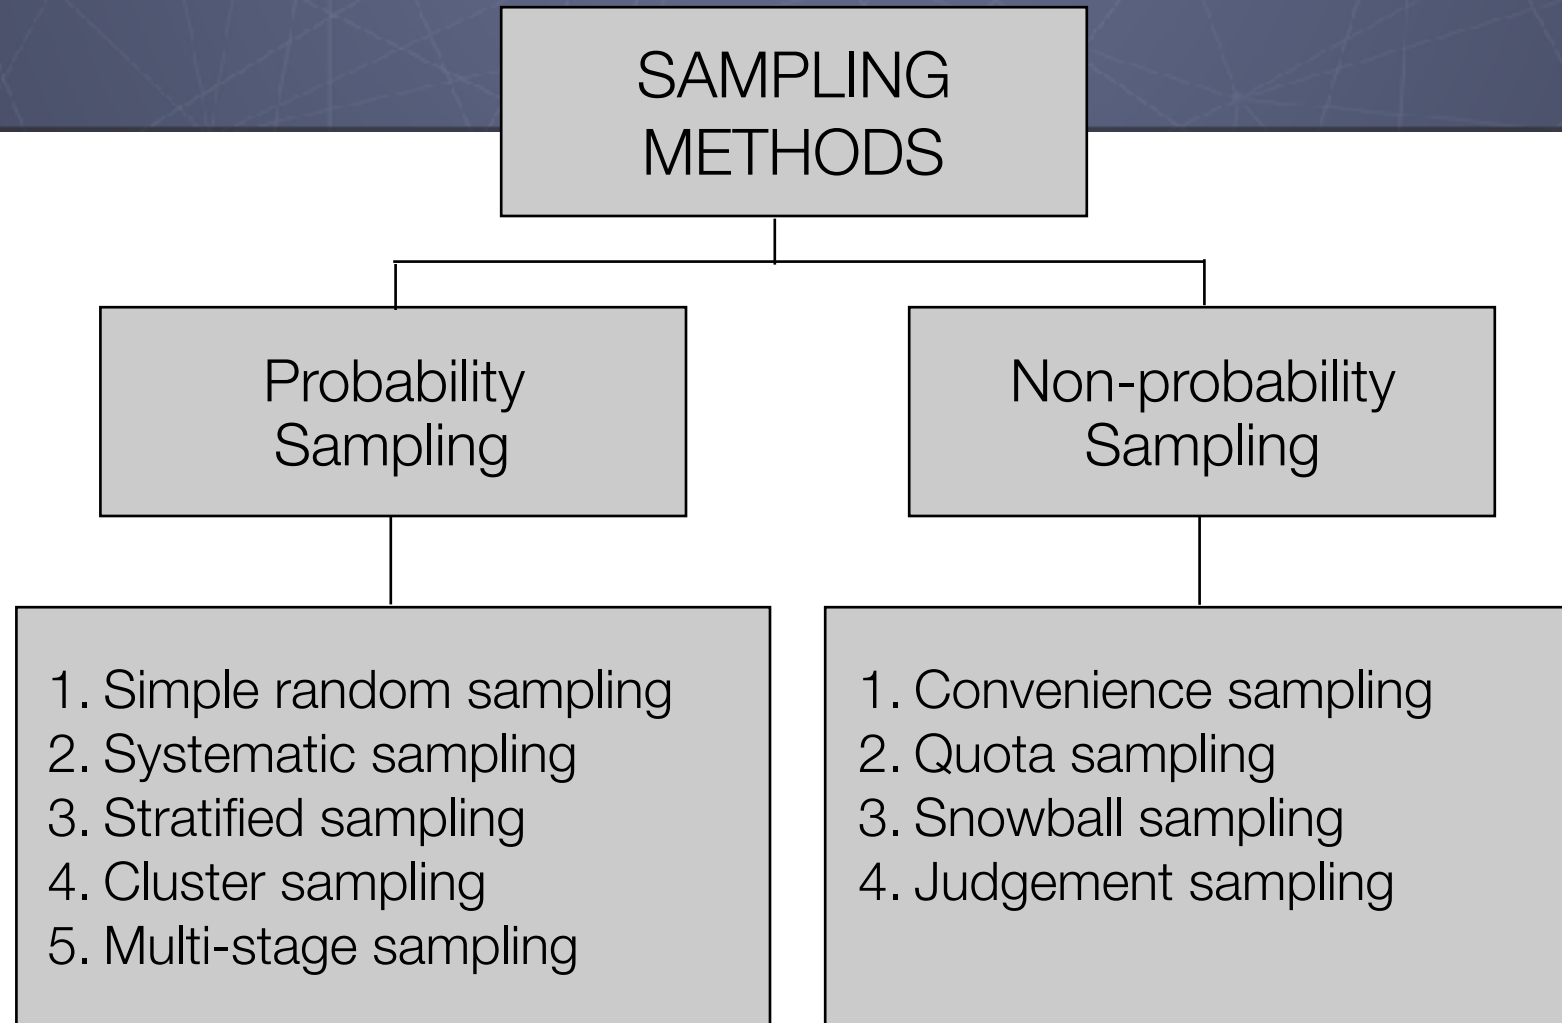 SAMPLING
METHODS
Probability
Sampling
Non-probability
Sampling
1. Simple random sampling
2. Systematic sampling
3. Stratified sampling
4. Cluster sampling
5. Multi-stage sampling
1. Convenience sampling
2. Quota sampling
3. Snowball sampling
4. Judgement sampling